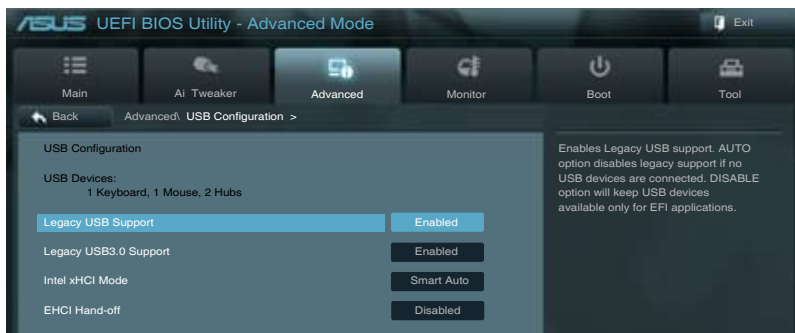 ASUS UEFI BIOS Utility - Advanced Mode
Exit
Main
Ai Tweaker
Advanced
Monitor
Boot
Tool
Back
Advanced\ USB Configuration >
USB Configuration
USB Devices:
1 Keyboard, 1 Mouse, 2 Hubs
Legacy USB Support Enabled
Legacy USB3.0 Support Enabled
Intel xHCI Mode Smart Auto
EHCI Hand-off Disabled
Enables Legacy USB support. AUTO
option disables legacy support if no
USB devices are connected. DISABLE
option will keep USB devices
available only for EFI applications.